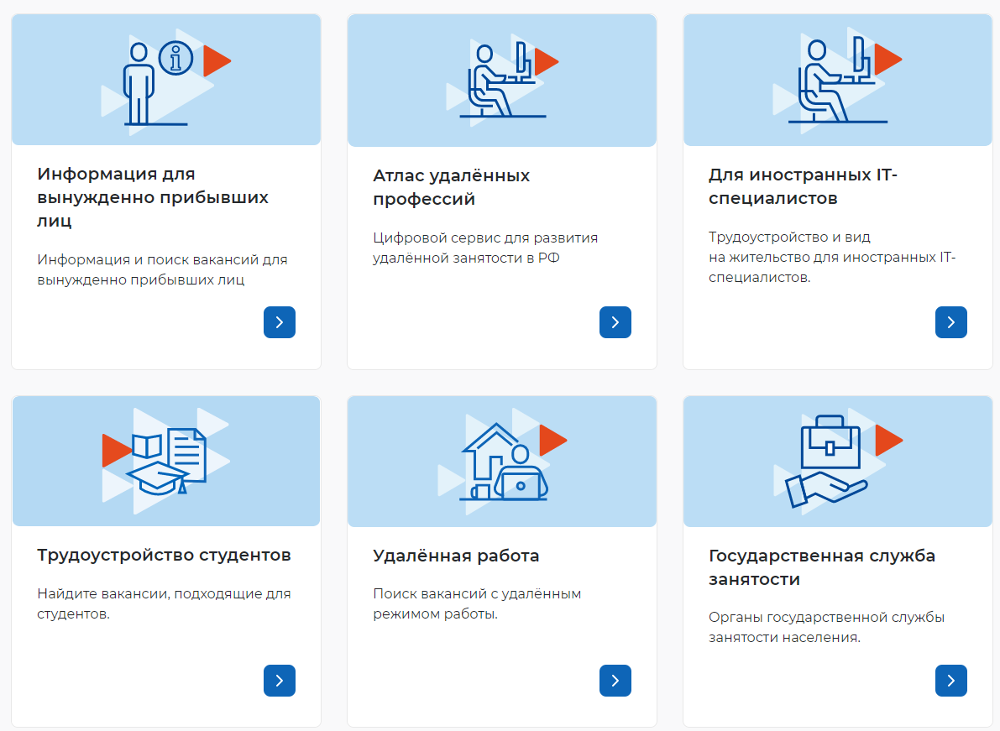 Информация для
вынужденно прибывших
лиц
Информация и поиск вакансий для
вынужденно прибывших лиц
Атлас удалённых
профессий
Цифровой сервис для развития
удалённой занятости в РФ
Для иностранных IT-
специалистов
Трудоустройство и вид
на жительство для иностранных IT-
специалистов.
Трудоустройство студентов
Найдите вакансии, подходящие для
студентов.
Удалённая работа
Поиск вакансий с удалённым
режимом работы.
Государственная служба
занятости
Органы государственной службы
занятости населения.